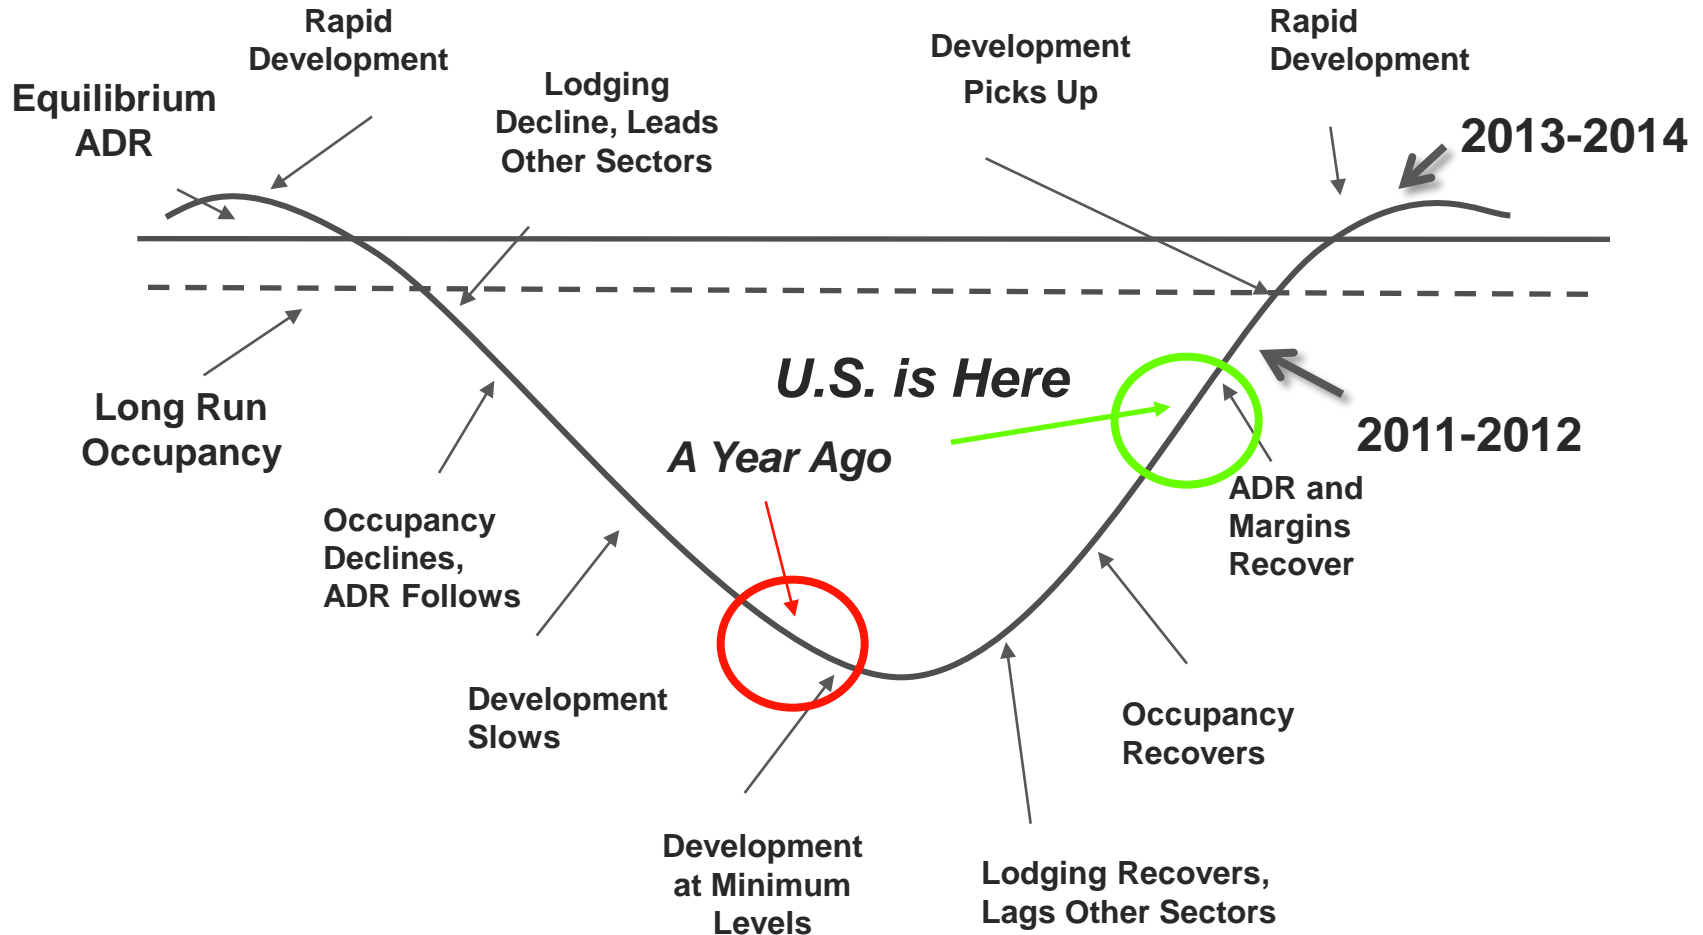 Rapid
Development
Equilibrium
ADR
Lodging
Decline, Leads
Other Sectors
Development
Picks Up
Rapid
Development
2013-2014
Long Run
Occupancy
U.S. is Here
A Year Ago
2011-2012
ADR and
Margins
Recover
Occupancy
Declines,
ADR Follows
Development
Slows
Occupancy
Recovers
Development
at Minimum
Levels
Lodging Recovers,
Lags Other Sectors